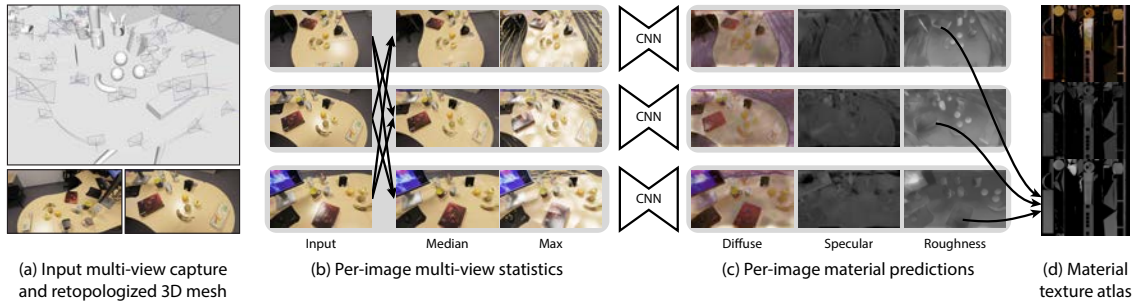 CNN
CNN
CNN
Input
Median
Max
Diffuse
Specular
Roughness
(a) Input multi-view capture
and retopologized 3D mesh
(b) Per-image multi-view statistics
(c) Per-image material predictions
(d) Material
texture atlas